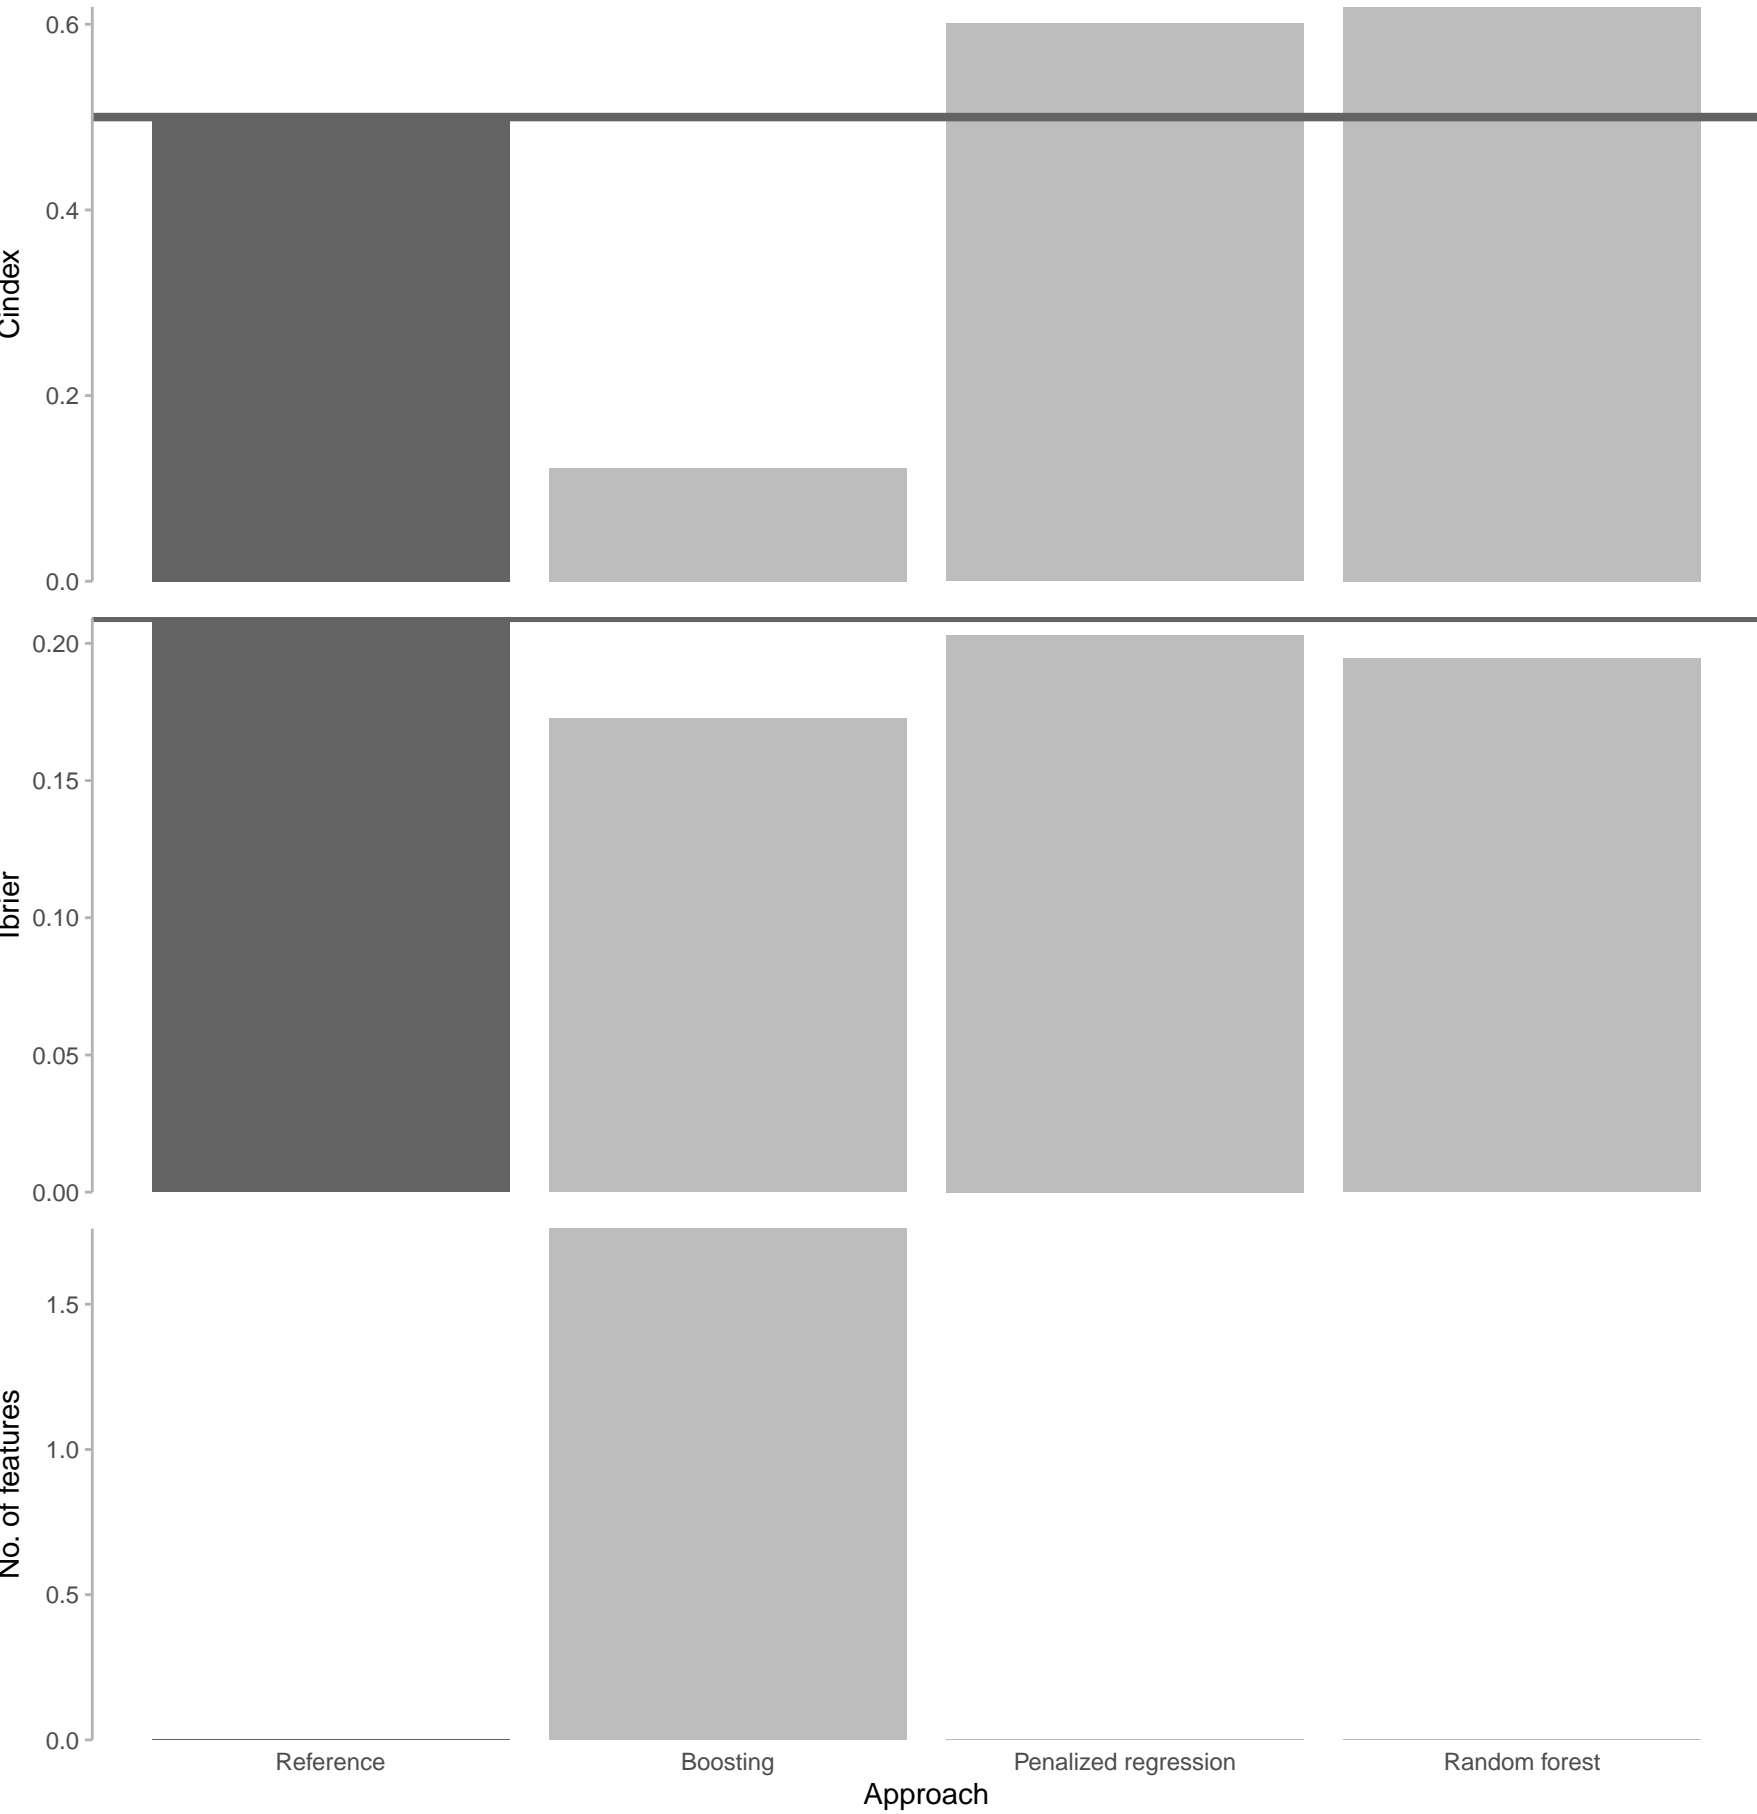 Cindex
0.6
0.4
0.2
0.0
Ibrier
0.20
0.15
0.10
0.05
0.00
No. of features
1.5
1.0
0.5
0.0
Reference Boosting Penalized regression Random forest
Approach